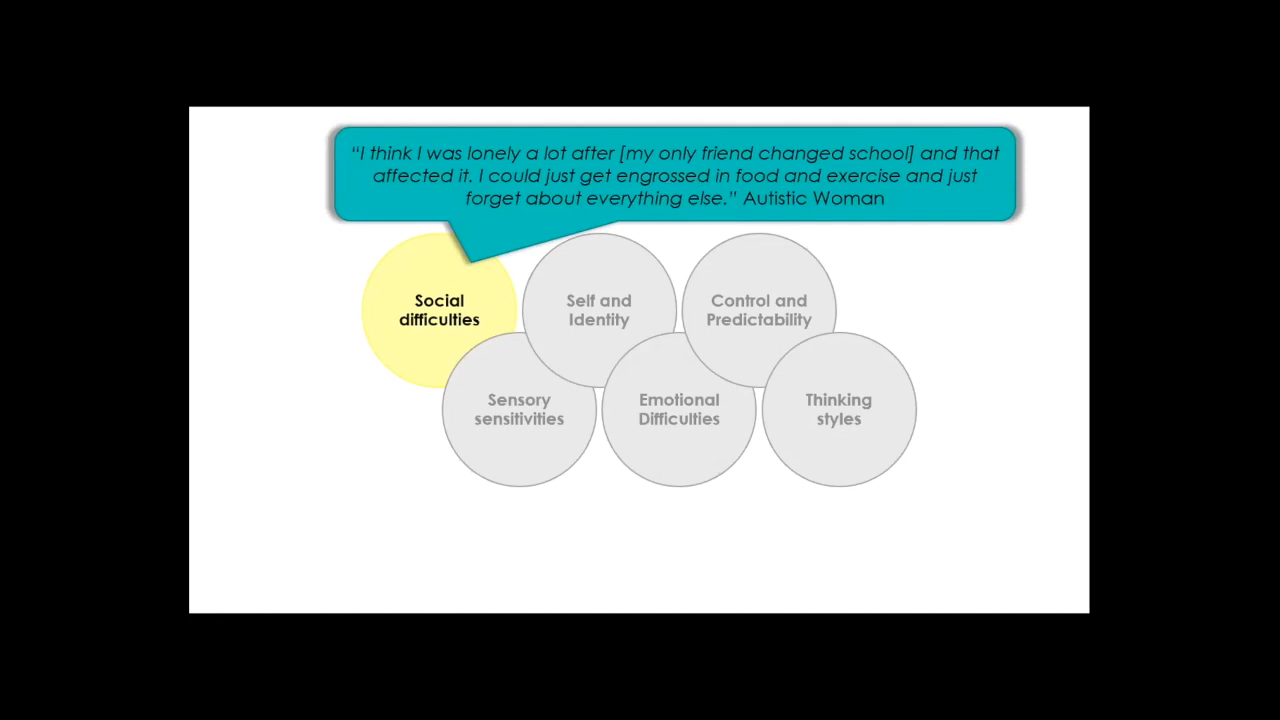 “I think I was lonely a lot after [my only friend changed school] and that
affected it. I could just get engrossed in food and exercise and just
forget about everything else.” Autistic Woman
Social
difficulties
Self and
Identity
Control and
Predictability
Sensory
sensitivities
Emotional
Difficulties
Thinking
styles